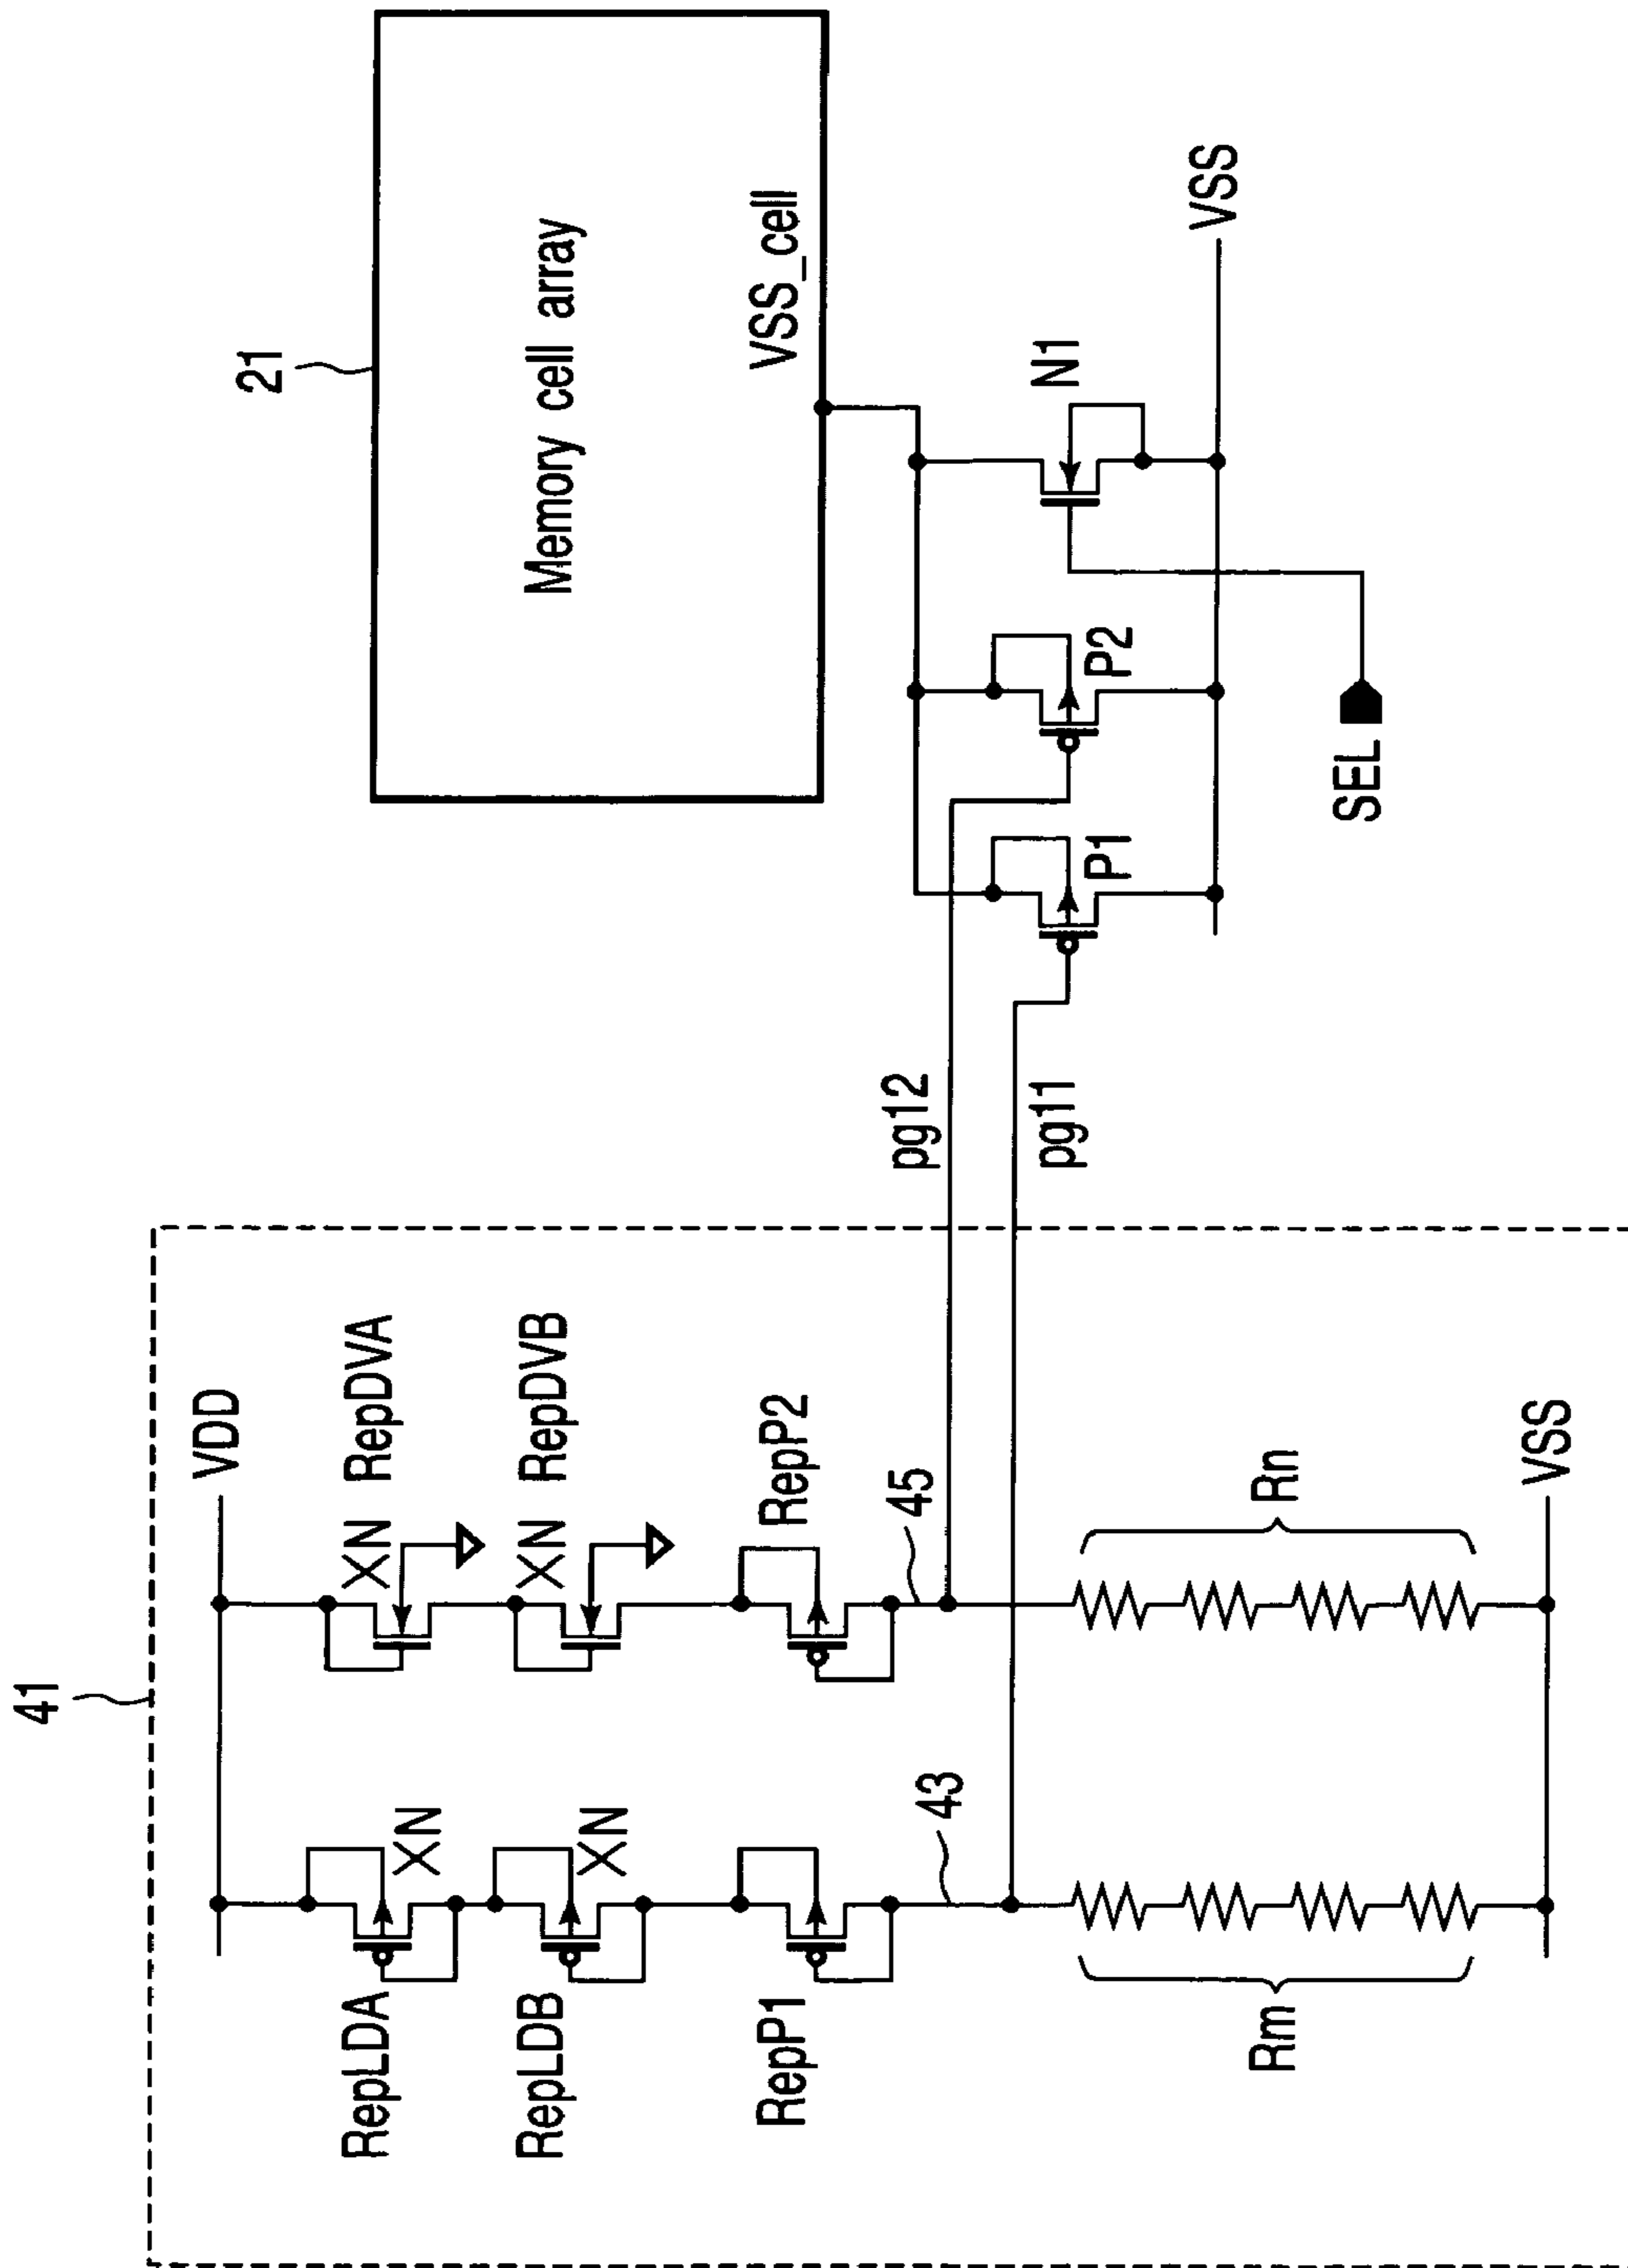 41
VDD
RepLDA
XN
XN
RepDVA
RepLDB
XN
XN
RepDVB
RepP1
RepP2
43
45
Rm
Rn
VSS
pg12
pg11
21
Memory cell array
VSS_cell
P1
P2
N1
VSS
SEL